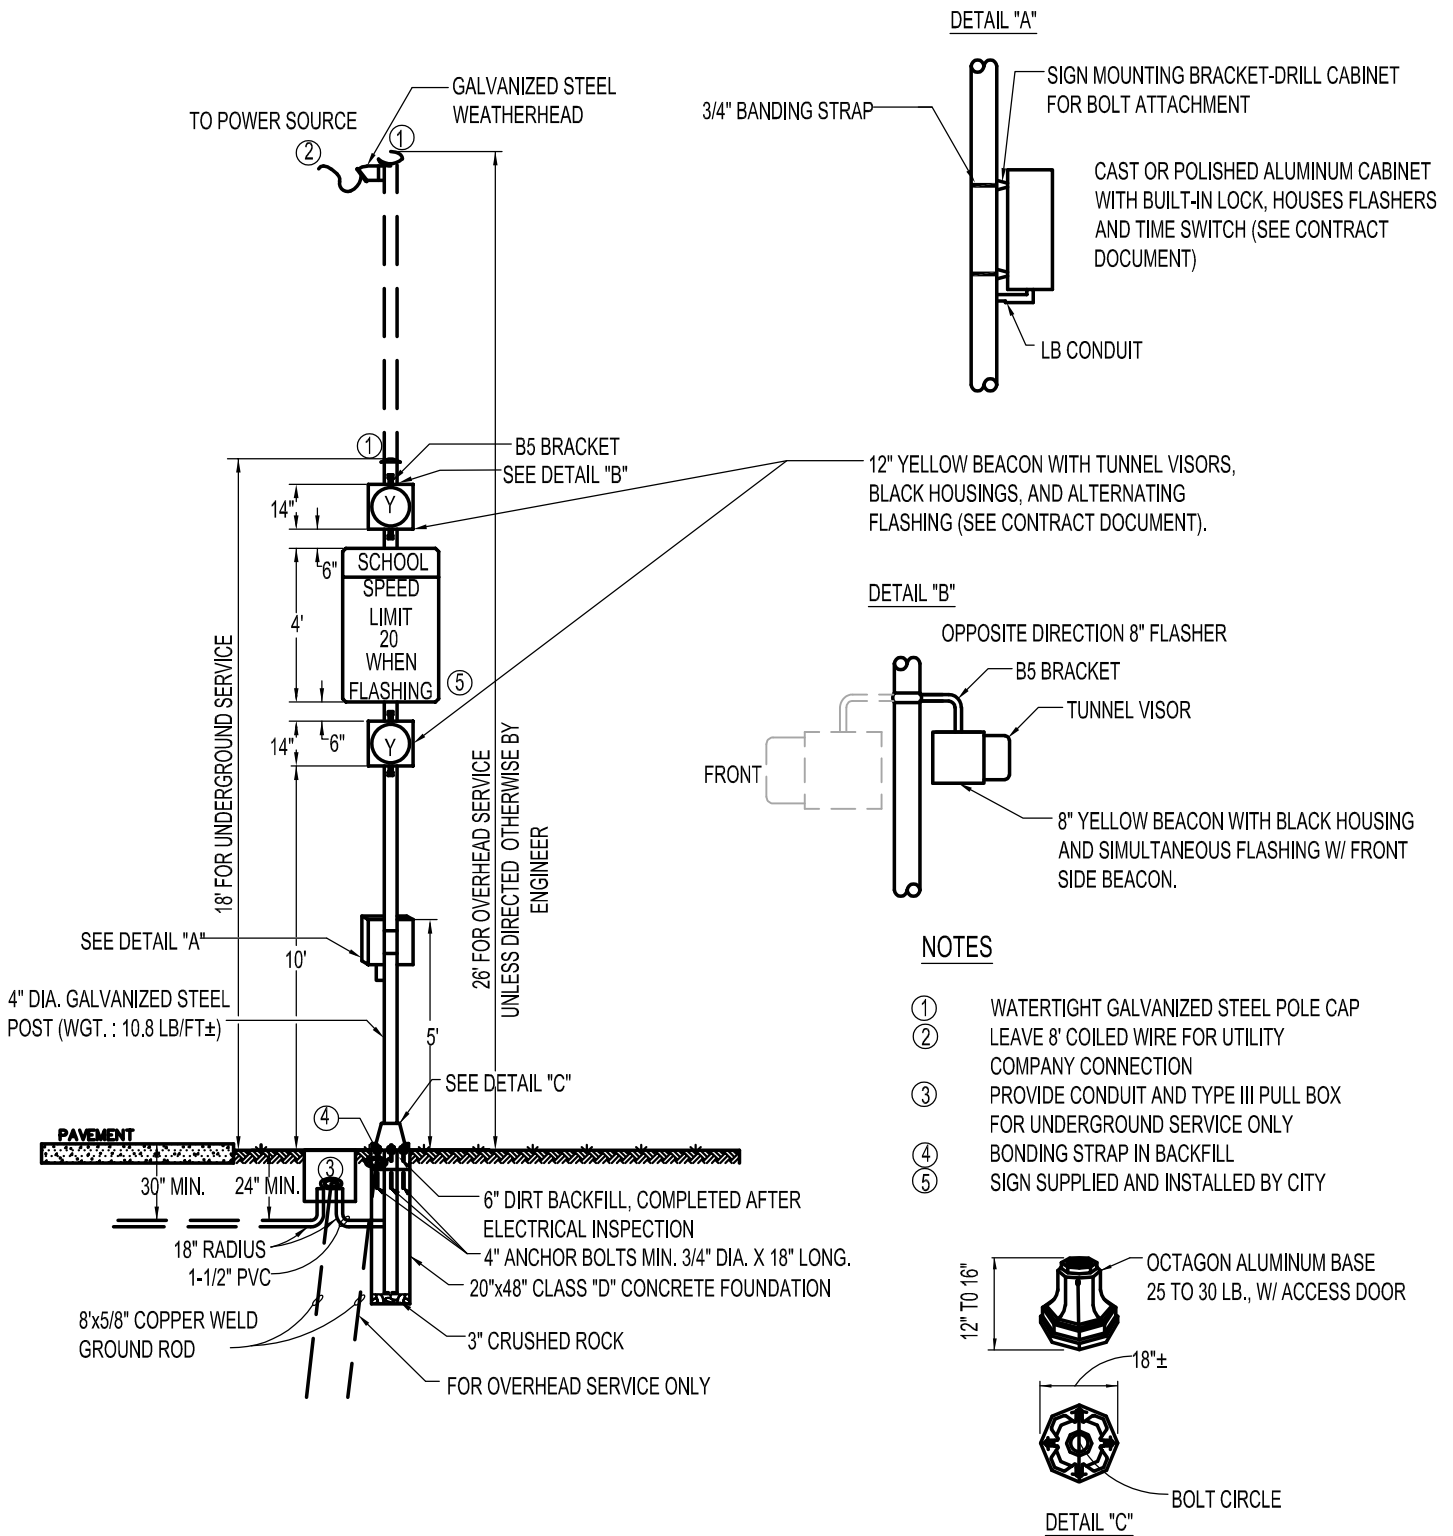 DETAIL "A"
GALVANIZED STEEL
WEATHERHEAD
TO POWER SOURCE
1
2
3/4" BANDING STRAP
SIGN MOUNTING BRACKET-DRILL CABINET
FOR BOLT ATTACHMENT
CAST OR POLISHED ALUMINUM CABINET
WITH BUILT-IN LOCK, HOUSES FLASHERS
AND TIME SWITCH (SEE CONTRACT
DOCUMENT)
LB CONDUIT
1
B5 BRACKET
SEE DETAIL "B"
12" YELLOW BEACON WITH TUNNEL VISORS,
BLACK HOUSINGS, AND ALTERNATING
FLASHING (SEE CONTRACT DOCUMENT).
14"
Y
6"
SCHOOL
SPEED
LIMIT
20
WHEN
FLASHING
4'
5
14"
6"
Y
18' FOR UNDERGROUND SERVICE
26' FOR OVERHEAD SERVICE
UNLESS DIRECTED OTHERWISE BY
ENGINEER
DETAIL "B"
OPPOSITE DIRECTION 8" FLASHER
B5 BRACKET
TUNNEL VISOR
FRONT
8" YELLOW BEACON WITH BLACK HOUSING
AND SIMULTANEOUS FLASHING W/ FRONT
SIDE BEACON.
SEE DETAIL "A"
10'
4" DIA. GALVANIZED STEEL
POST (WGT. : 10.8 LB/FT±)
5'
SEE DETAIL "C"
4
PAVEMENT
3
30" MIN.
24" MIN.
18" RADIUS
1-1/2" PVC
8'x5/8" COPPER WELD
GROUND ROD
6" DIRT BACKFILL, COMPLETED AFTER
ELECTRICAL INSPECTION
4" ANCHOR BOLTS MIN. 3/4" DIA. X 18" LONG.
20"x48" CLASS "D" CONCRETE FOUNDATION
3" CRUSHED ROCK
FOR OVERHEAD SERVICE ONLY
NOTES
1 WATERTIGHT GALVANIZED STEEL POLE CAP
2 LEAVE 8' COILED WIRE FOR UTILITY
COMPANY CONNECTION
3 PROVIDE CONDUIT AND TYPE III PULL BOX
FOR UNDERGROUND SERVICE ONLY
4 BONDING STRAP IN BACKFILL
5 SIGN SUPPLIED AND INSTALLED BY CITY
12" TO 16"
OCTAGON ALUMINUM BASE
25 TO 30 LB., W/ ACCESS DOOR
18"±
BOLT CIRCLE
DETAIL "C"